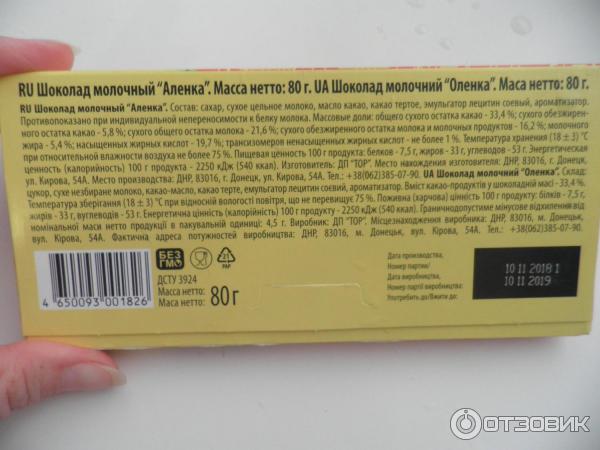 RU Шоколад молочный "Аленка". Масса нетто: 80 г. UA Шоколад молочний "Оленка". Маса нетто: 80 г.
RU Шоколад молочный "Аленка". Состав: сахар, сухое цельное молоко, масло какао, какао тертое, эмульгатор лецитин соевый, ароматизатор.
Противопоказано при индивидуальной непереносимости к белку молока. Массовые доли: общего сухого остатка какао - 33,4 %; сухого обезжирен-
ного остатка какао - 5,8 %; сухого общего остатка молока - 21,6 %; сухого обезжиренного остатка молока и молочных продуктов - 16,2 %; молочного
жира - 5,4 %; насыщенных жирных кислот - 19,7 %; трансизомеров ненасыщенных жирных кислот - не более 1 %. Температура хранения (18 ± 3) °С
при относительной влажности воздуха не более 75 %. Пищевая ценность 100 г продукта: белков - 7,5 г, жиров - 33 г, углеводов - 53 г. Энергетическая
ценность (калорийность) 100 г продукта - 2250 кДж (540 ккал). Изготовитель: ДП "ТОР". Место нахождения изготовителя: ДНР, 83016, г. Донецк,
ул. Кирова, 54А. Фактический адрес производства: ДНР, 83016, г. Донецк, ул. Кирова, 54А. Тел.: +38(062)385-07-90. UA Шоколад молочний "Оленка". Склад:
цукор, сухе незбиране молоко, какао-масло, какао терте, емульгатор лецитин соєвий, ароматизатор. Вміст какао-продуктів у шоколадній масі - 33,4 %.
Температура зберігання (18 ± 3) °С при відносній вологості повітря, що не перевищує 75 %. Поживна (харчова) цінність 100 г продукту: білків - 7,5 г,
жирів - 33 г, вуглеводів - 53 г. Енергетична цінність (калорійність) 100 г продукту - 2250 кДж (540 ккал). Граничнодопустиме мінусове відхилення від
номінальної маси нетто продукту в пакувальній одиниці: 4,5 г. Виробник: ДП "ТОР". Місцезнаходження виробника: ДНР, 83016, м. Донецьк,
вул. Кирова, 54А. Фактична адреса потужностей виробництва: ДНР, 83016, м. Донецьк, вул. Кирова, 54А. Тел.: +38(062)385-07-90.
БЕЗ
ГМО
21
PAP
ДСТУ 3924
Масса нетто:
Маса нетто:
80 г
4 650093 001826
Дата производства/
Номер партии/
Дата виробництва/
Номер партії виробництва:
Употребить до/Вжити до:
10 11 2018 1
10 11 2019
ОТЗОВИК